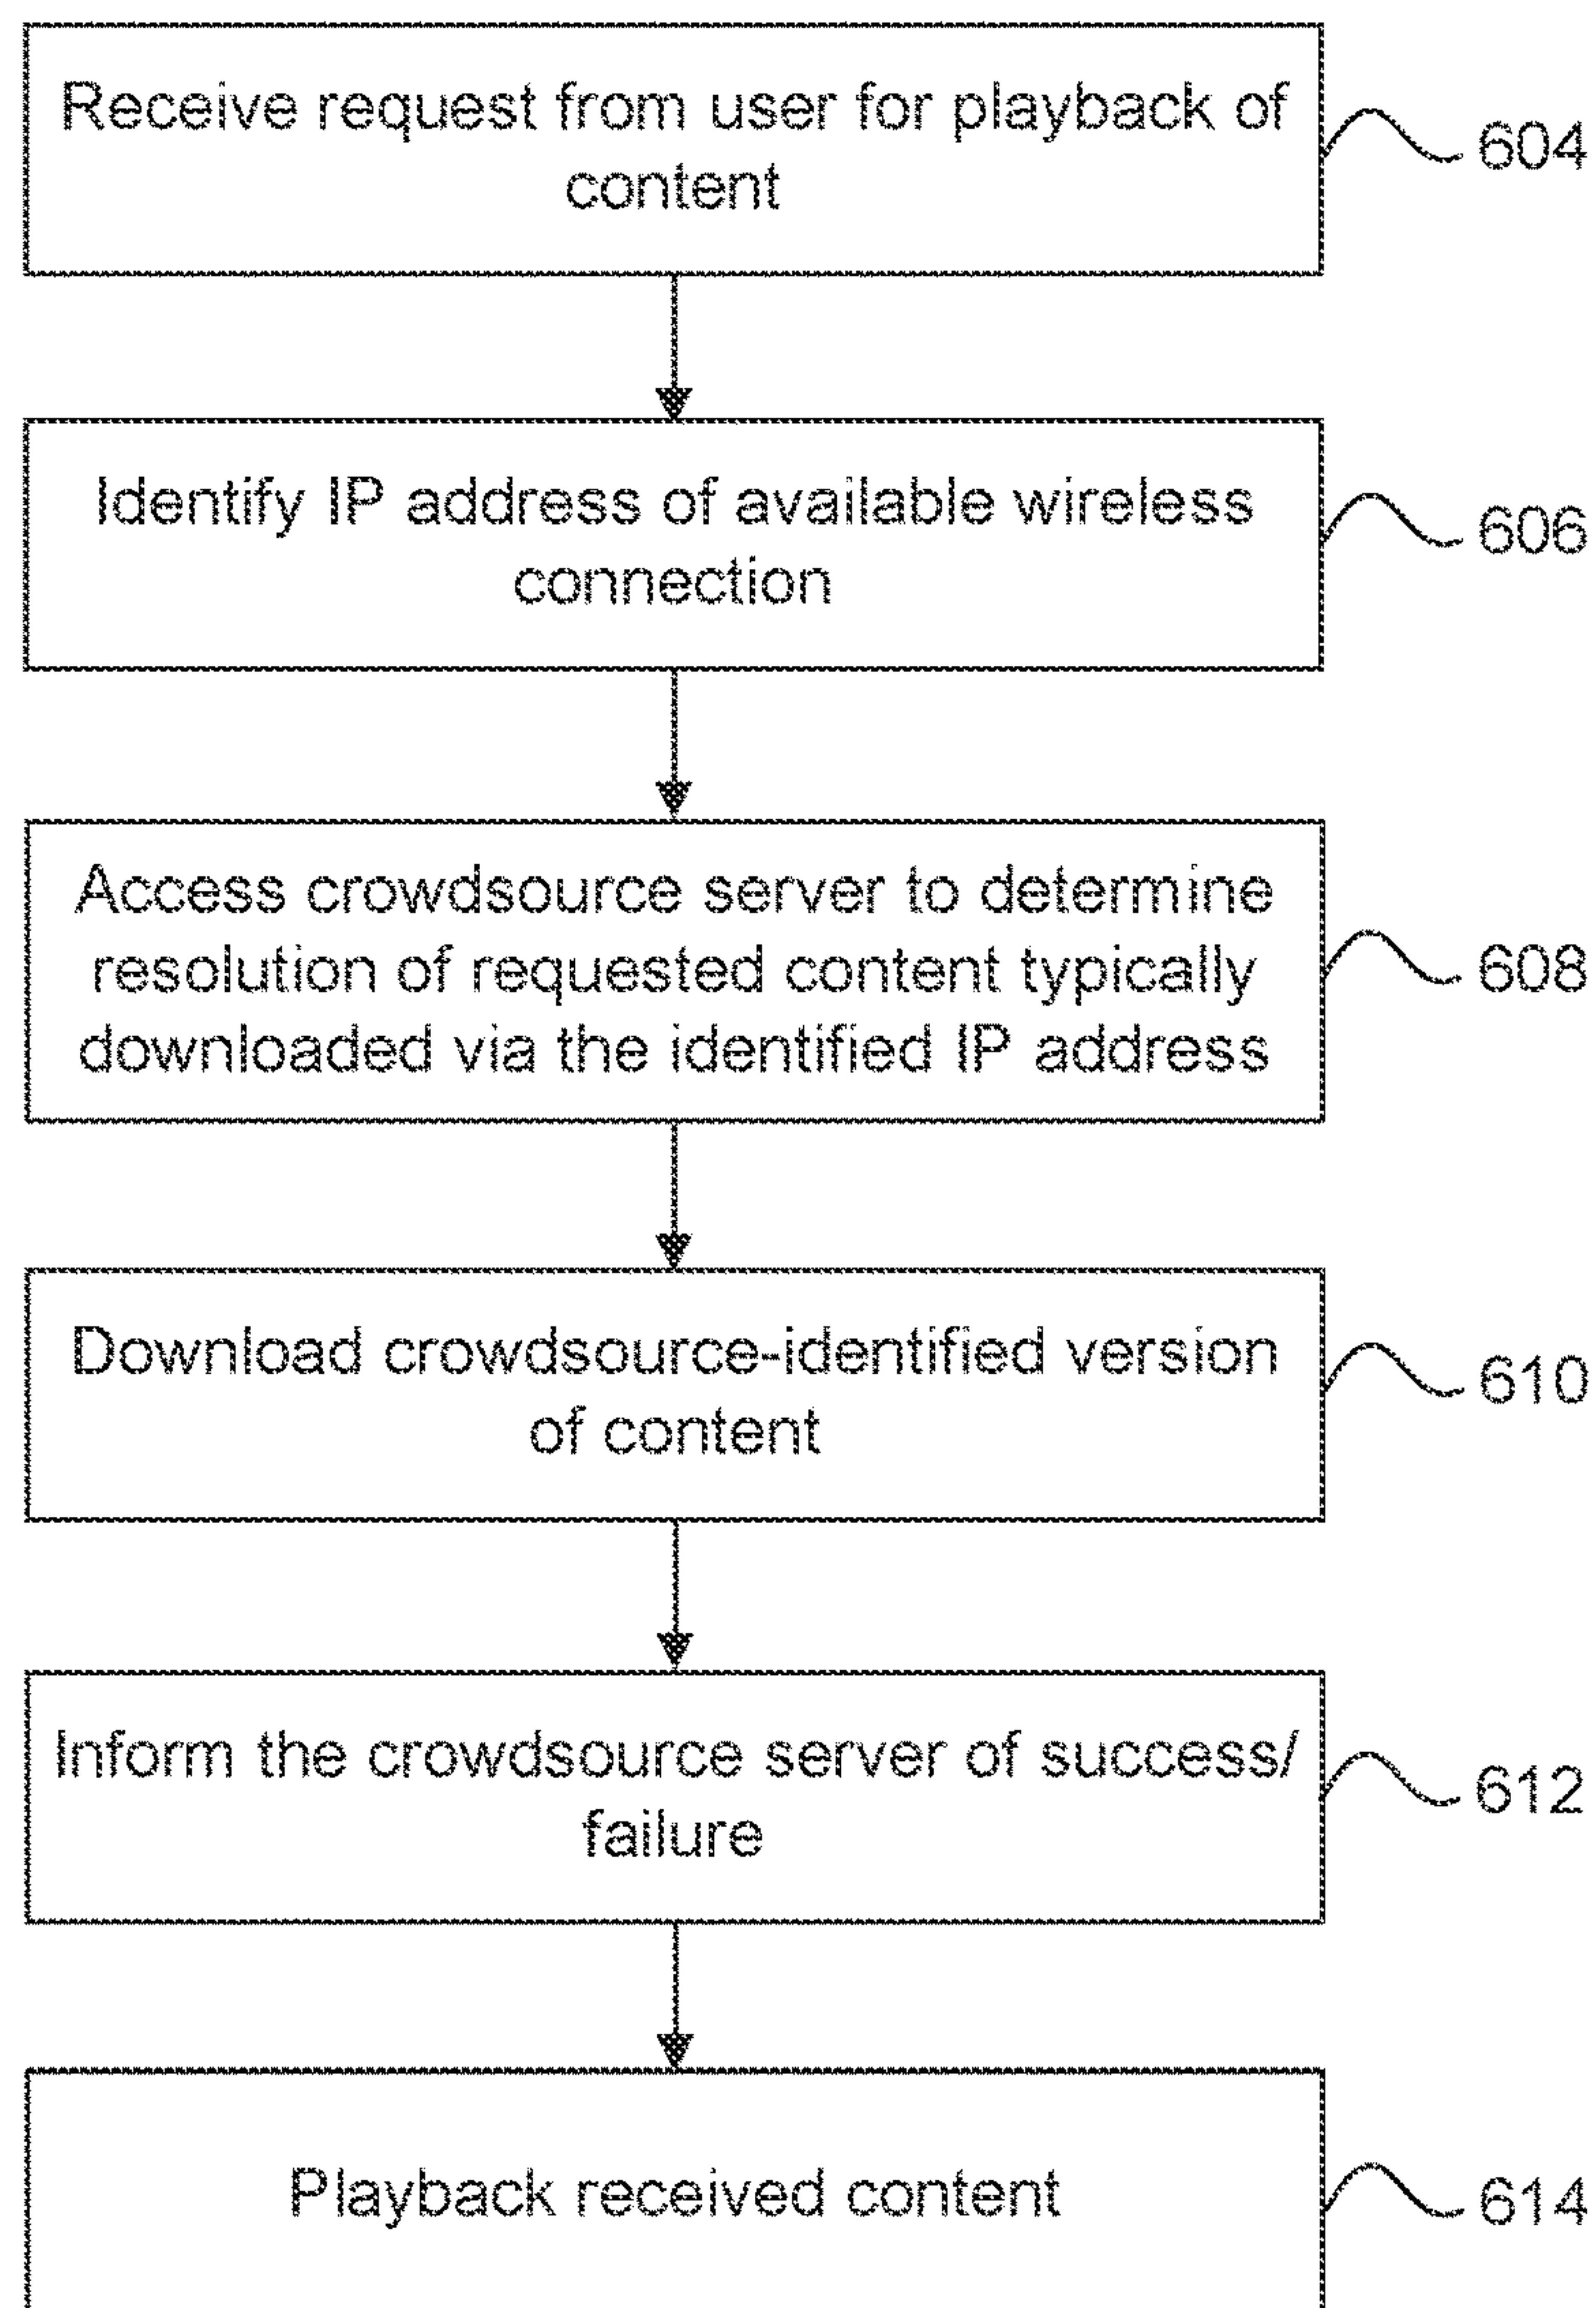 Receive request from user for playback of
content
604
Identify IP address of available wireless
connection
606
Access crowdsource server to determine
resolution of requested content typically
downloaded via the identified IP address
608
Download crowdsource-identified version
of content
610
Inform the crowdsource server of success/
failure
612
Playback received content
614